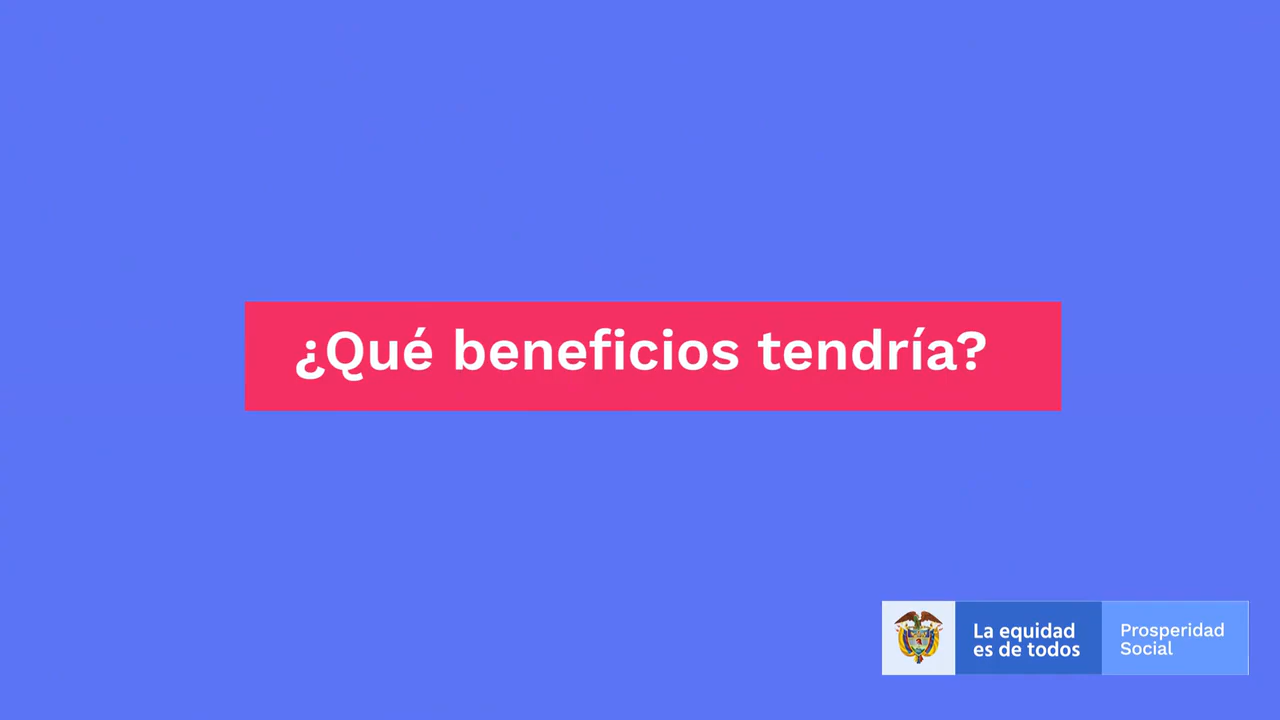 ¿Qué beneficios tendría?
La equidad
es de todos
Prosperidad
Social